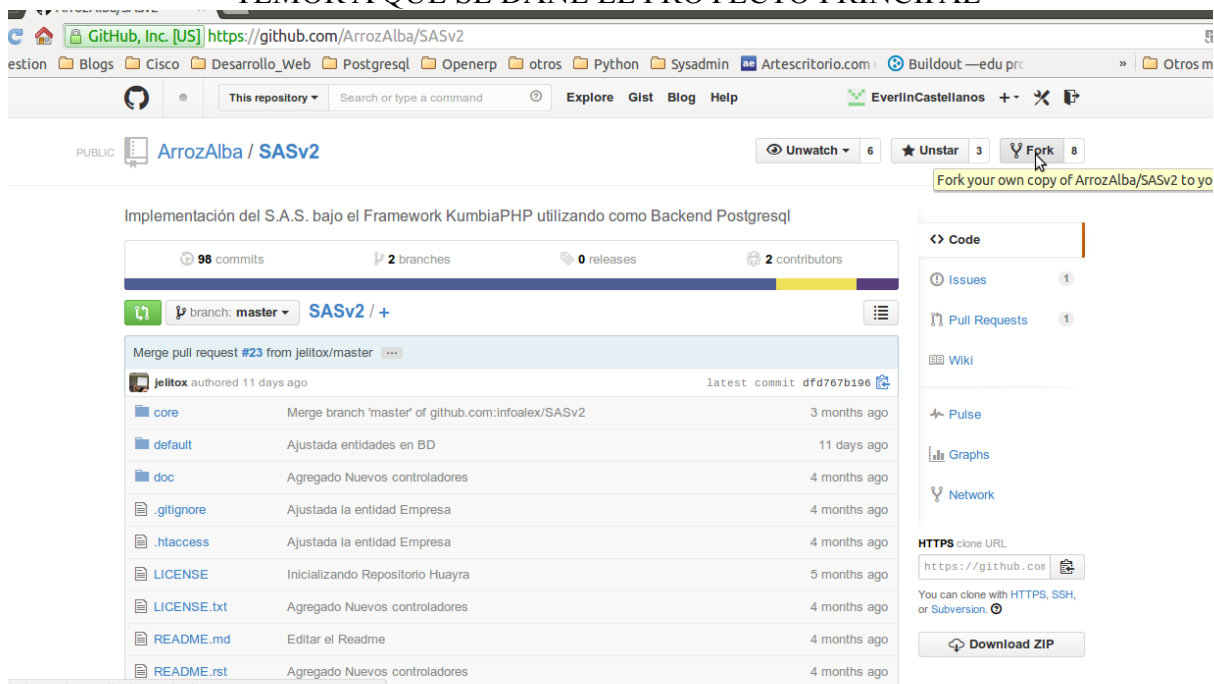 TEMOR A QUE SE DAÑE EL PROYECTO PRINCIPAL
GitHub, Inc. [US] https://github.com/ArrozAlba/SASv2
estion Blogs Cisco Desarrollo_Web Postgresql Openerp otros Python Sysadmin ae Artescritorio.com Buildout —edu pro » Otros m
This repository Search or type a command Explore Gist Blog Help EverlinCastellanos +
PUBLIC ArrozAlba / SASv2 Unwatch 6 Unstar 3 Fork 8
Fork your own copy of ArrozAlba/SASv2 to yo
Implementación del S.A.S. bajo el Framework KumbiaPHP utilizando como Backend Postgresql
98 commits 2 branches 0 releases 2 contributors
branch: master SASv2 / +
Merge pull request #23 from jelitox/master ...
jelitox authored 11 days ago latest commit dfd767b196
core Merge branch 'master' of github.com:infoalex/SASv2 3 months ago
default Ajustada entidades en BD 11 days ago
doc Agregado Nuevos controladores 4 months ago
.gitignore Ajustada la entidad Empresa 4 months ago
.htaccess Ajustada la entidad Empresa 4 months ago
LICENSE Inicializando Repositorio Huayra 5 months ago
LICENSE.txt Agregado Nuevos controladores 4 months ago
README.md Editar el Readme 4 months ago
README.rst Agregado Nuevos controladores 4 months ago
<> Code
Issues 1
Pull Requests 1
Wiki
Pulse
Graphs
Network
HTTPS clone URL
https://github.com
You can clone with HTTPS, SSH,
or Subversion.
Download ZIP